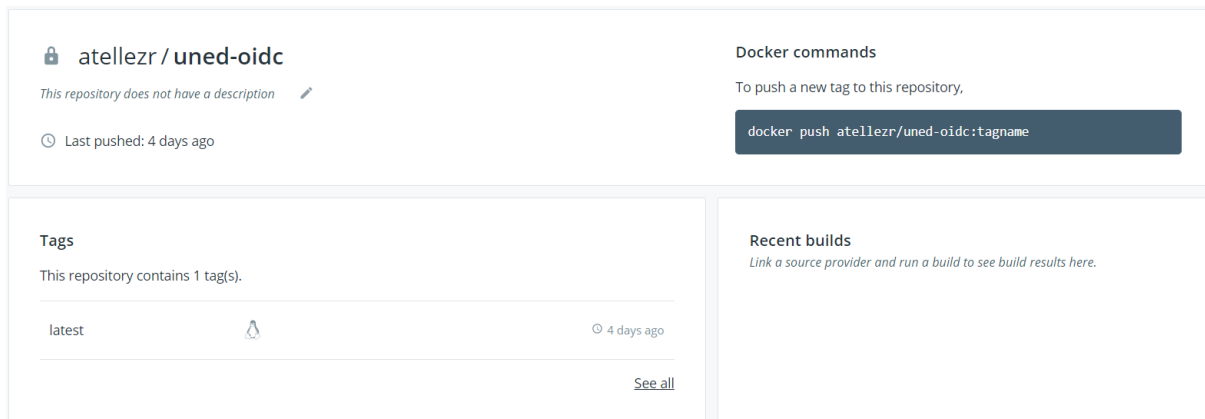 atellezr / uned-oidc
This repository does not have a description
Last pushed: 4 days ago
Docker commands
To push a new tag to this repository,
docker push atellezr/uned-oidc:tagname
Tags
This repository contains 1 tag(s).
latest
4 days ago
See all
Recent builds
Link a source provider and run a build to see build results here.